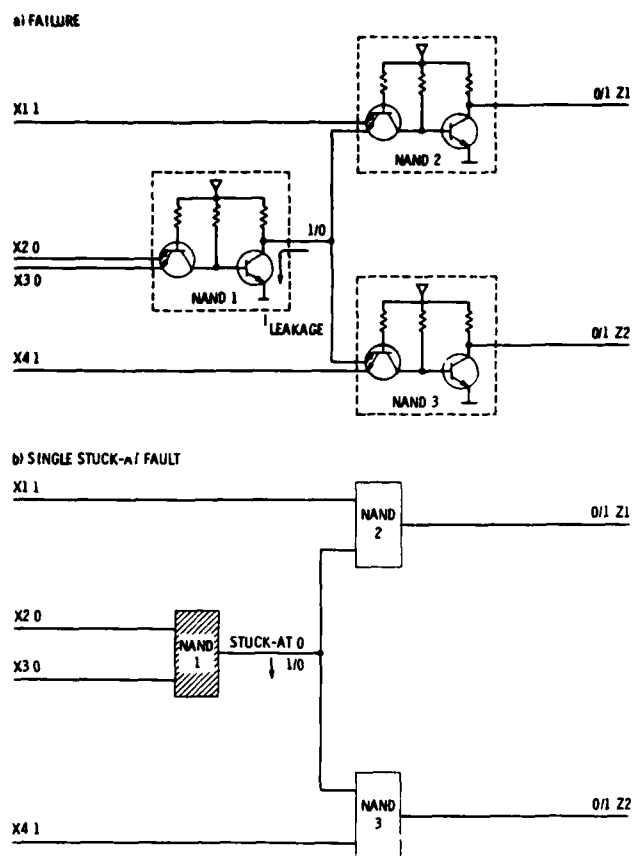 a) FAILURE
X1 1
0/1 Z1
NAND 2
1/0
X2 0
X3 0
NAND 1
I LEAKAGE
X4 1
0/1 Z2
NAND 3
b) SINGLE STUCK-AT FAULT
X1 1
NAND
2
0/1 Z1
X2 0
NAND
1
STUCK-AT 0
1/0
X3 0
NAND
3
0/1 Z2
X4 1